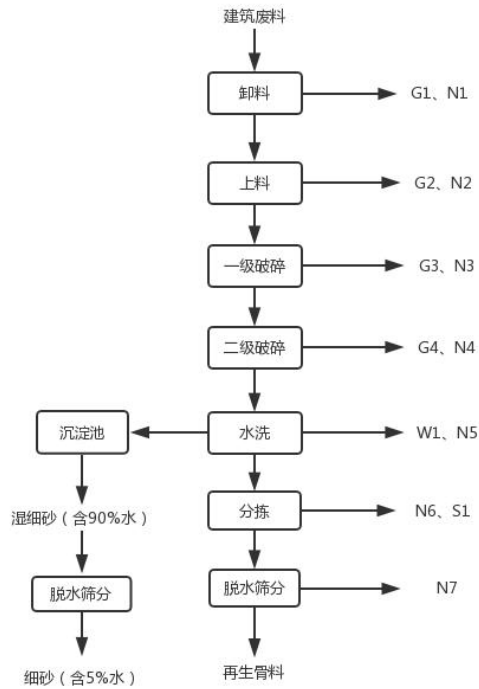 建筑废料
卸料
G1、N1
上料
G2、N2
一级破碎
G3、N3
二级破碎
G4、N4
沉淀池
水洗
W1、N5
湿细砂（含90%水）
分拣
N6、S1
脱水筛分
脱水筛分
N7
细砂（含5%水）
再生骨料